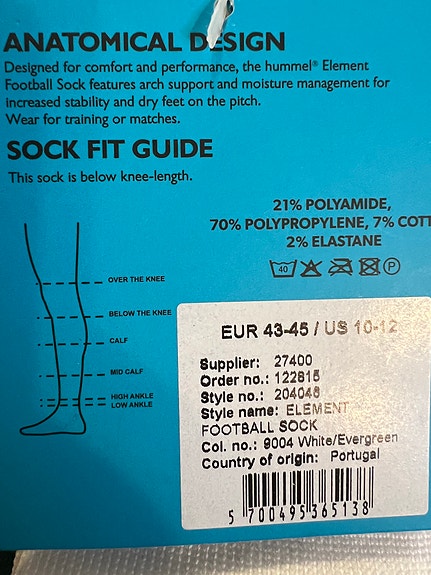 ANATOMICAL DESIGN
Designed for comfort and performance, the hummel® Element
Football Sock features arch support and moisture management for
increased stability and dry feet on the pitch.
Wear for training or matches.
SOCK FIT GUIDE
This sock is below knee-length.
21% POLYAMIDE,
70% POLYPROPYLENE, 7% COTT
2% ELASTANE
40
P
OVER THE KNEE
BELOW THE KNEE
CALF
MID CALF
HIGH ANKLE
LOW ANKLE
EUR 43-45 / US 10-12
Supplier: 27400
Order no.: 122815
Style no.: 204046
Style name: ELEMENT
FOOTBALL SOCK
Col. no.: 9004 White/Evergreen
Country of origin: Portugal
5 700495 365138